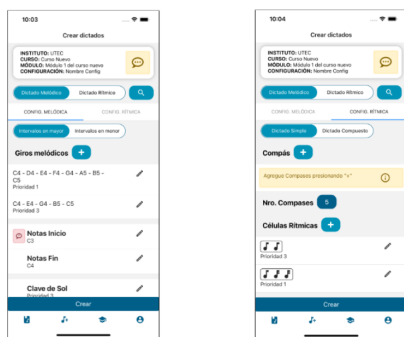 10:03
Crear dictados
INSTITUTO: UTEC
CURSO: Curso Nuevo
MÓDULO: Módulo 1 del curso nuevo
CONFIGURACIÓN: Nombre Config
Dictado Melódico
Dictado Rítmico
CONFIG. MELÓDICA
CONFIG. RÍTMICA
Intervalos en mayor
Intervalos en menor
Giros melódicos +
C4 - D4 - E4 - F4 - G4 - A5 - B5 -
C5
Prioridad 1
C4 - E4 - G4 - B5 - C5
Prioridad 3
Notas Inicio
C3
Notas Fin
C4
Clave de Sol
Prioridad 3
Crear
10:04
Crear dictados
INSTITUTO: UTEC
CURSO: Curso Nuevo
MÓDULO: Módulo 1 del curso nuevo
CONFIGURACIÓN: Nombre Config
Dictado Melódico
Dictado Rítmico
CONFIG. MELÓDICA
CONFIG. RÍTMICA
Dictado Simple
Dictado Compuesto
Compás +
Agregue Compases presionando "+"
Nro. Compases 5
Células Rítmicas +
Prioridad 3
Prioridad 1
Crear